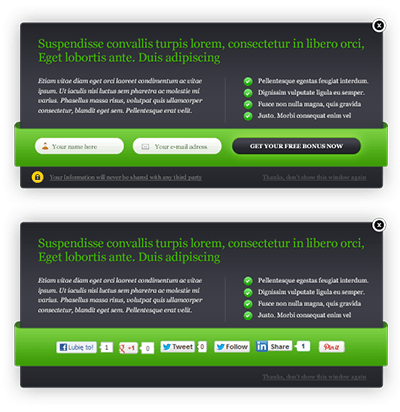 Suspendisse convallis turpis lorem, consectetur in libero orci,
Eget lobortis ante. Duis adipiscing
Etiam vitae diam eget orci laoreet condimentum ac vitae
ipsum. Ut iaculis nisi luctus sem pharetra ac molestie mi
varius. Phasellus massa risus, volutpat quis ullamcorper
consectetur, blandit eget sem. Pellentesque erat velit.
Pellentesque egestas feugiat interdum.
Dignissim vulputate ligula eu semper.
Fusce non nulla magna, quis gravida
Justo. Morbi consequat enim vel
Your name here
Your e-mail adress
GET YOUR FREE BONUS NOW
Your Information will never be shared with any third party
Thanks, don't show this window again
Suspendisse convallis turpis lorem, consectetur in libero orci,
Eget lobortis ante. Duis adipiscing
Etiam vitae diam eget orci laoreet condimentum ac vitae
ipsum. Ut iaculis nisi luctus sem pharetra ac molestie mi
varius. Phasellus massa risus, volutpat quis ullamcorper
consectetur, blandit eget sem. Pellentesque erat velit.
Pellentesque egestas feugiat interdum.
Dignissim vulputate ligula eu semper.
Fusce non nulla magna, quis gravida
Justo. Morbi consequat enim vel
Lubię to! 1
+1 0
Tweet 0
Follow
in Share 1
Pin it
Thanks, don't show this window again